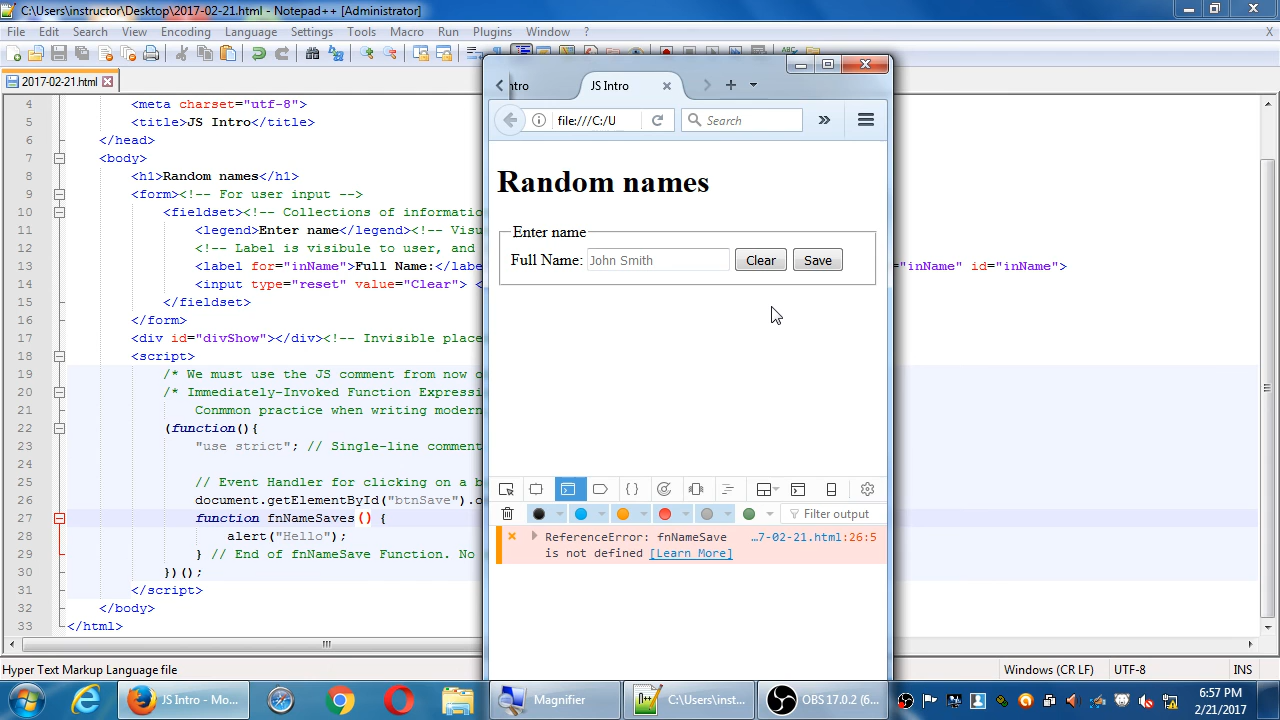 C:\Users\instructor\Desktop\2017-02-21.html - Notepad++ [Administrator]
File Edit Search View Encoding Language Settings Tools Macro Run Plugins Window ? X
2017-02-21.html
4 <meta charset="utf-8">
5 <title>JS Intro</title>
6 </head>
7 <body>
8 <h1>Random names</h1>
9 <form><!-- For user input -->
10 <fieldset><!-- Collections of informati
11 <legend>Enter name</legend><!-- Visu
12 <!-- Label is visibule to user, and
13 <label for="inName">Full Name:</labe ="inName" id="inName">
14 <input type="reset" value="Clear"> <
15 </fieldset>
16 </form>
17 <div id="divShow"></div><!-- Invisible place
18 <script>
19 /* We must use the JS comment from now o
20 /* Immediately-Invoked Function Expressi
21 Conmmon practice when writing modern
22 (function(){
23 "use strict"; // Single-line comment
24
25 // Event Handler for clicking on a b
26 document.getElementById("btnSave").o
27 function fnNameSaves() {
28 alert("Hello");
29 } // End of fnNameSave Function. No
30 })();
31 </script>
32 </body>
33 </html>
ntro
JS Intro
file:///C:/U
Search
Random names
Enter name
Full Name: John Smith Clear Save
Filter output
ReferenceError: fnNameSave …7-02-21.html:26:5
is not defined [Learn More]
Hyper Text Markup Language file Windows (CR LF) UTF-8 INS
JS Intro - Mo...
Magnifier
C:\Users\inst...
OBS 17.0.2 (6...
6:57 PM
2/21/2017